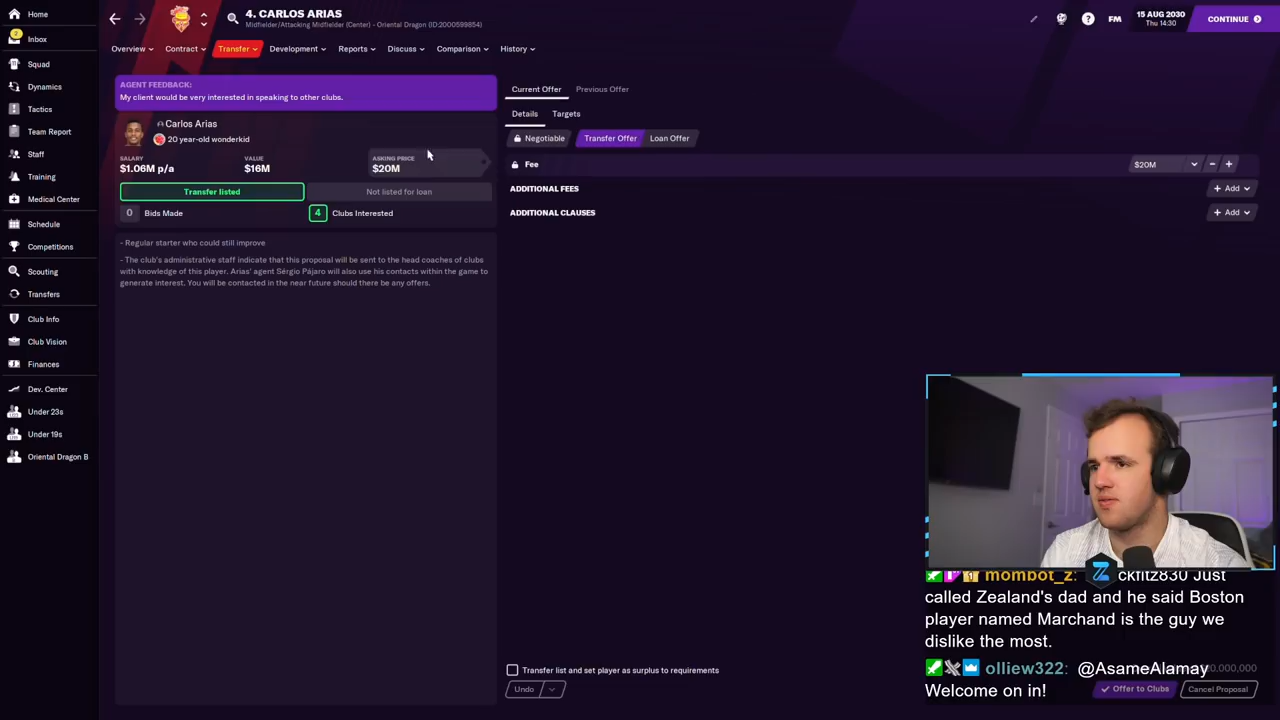 Home
2
Inbox
Squad
Dynamics
Tactics
Team Report
Staff
Training
Medical Center
Schedule
Competitions
Scouting
Transfers
Club Info
Club Vision
Finances
Dev. Center
Under 23s
Under 19s
Oriental Dragon B
4. CARLOS ARIAS
Midfielder/Attacking Midfielder (Center) - Oriental Dragon (ID:2000599854)
FM
15 AUG 2030
Thu 14:30
CONTINUE
Overview
Contract
Transfer
Development
Reports
Discuss
Comparison
History
AGENT FEEDBACK:
My client would be very interested in speaking to other clubs.
Carlos Arias
20 year-old wonderkid
SALARY
$1.06M p/a
VALUE
$16M
ASKING PRICE
$20M
Transfer listed
Not listed for loan
0 Bids Made
4 Clubs Interested
- Regular starter who could still improve
- The club's administrative staff indicate that this proposal will be sent to the head coaches of clubs
with knowledge of this player. Arias' agent Sérgio Pájaro will also use his contacts within the game to
generate interest. You will be contacted in the near future should there be any offers.
Current Offer
Previous Offer
Details
Targets
Negotiable
Transfer Offer
Loan Offer
Fee
$20M
ADDITIONAL FEES
+ Add
ADDITIONAL CLAUSES
+ Add
Transfer list and set player as surplus to requirements
Undo
mombot_z: ckfitz830 Just
called Zealand's dad and he said Boston
player named Marchand is the guy we
dislike the most.
olliew322: @AsameAlamay
Welcome on in!
Offer to Clubs
Cancel Proposal